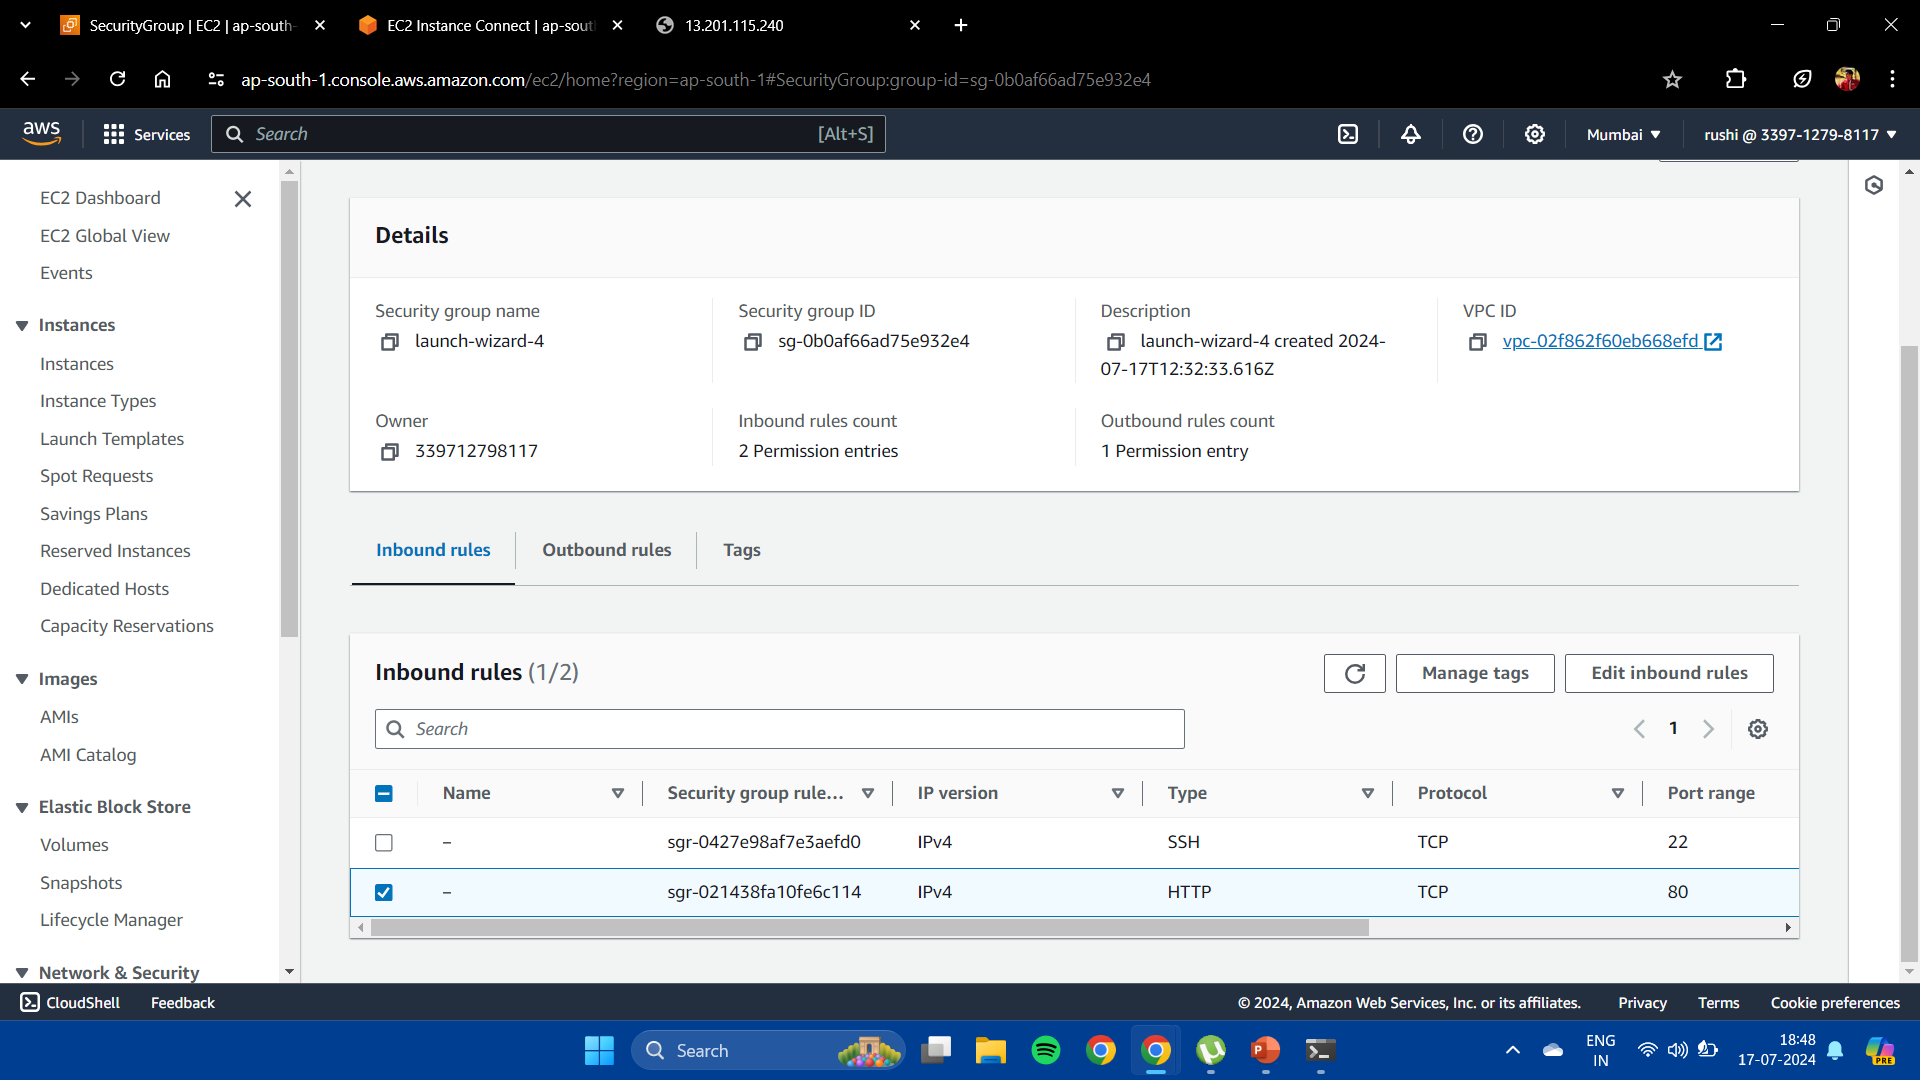 SecurityGroup | EC2 | ap-south-
EC2 Instance Connect | ap-sout
13.201.115.240
ap-south-1.console.aws.amazon.com/ec2/home?region=ap-south-1#SecurityGroup:group-id=sg-0b0af66ad75e932e4
aws
Services
Search
[Alt+S]
Mumbai
rushi @ 3397-1279-8117
EC2 Dashboard
EC2 Global View
Events
Instances
Instances
Instance Types
Launch Templates
Spot Requests
Savings Plans
Reserved Instances
Dedicated Hosts
Capacity Reservations
Images
AMIs
AMI Catalog
Elastic Block Store
Volumes
Snapshots
Lifecycle Manager
Network & Security
Details
Security group name
launch-wizard-4
Security group ID
sg-0b0af66ad75e932e4
Description
launch-wizard-4 created 2024-
07-17T12:32:33.616Z
VPC ID
vpc-02f862f60eb668efd
Owner
339712798117
Inbound rules count
2 Permission entries
Outbound rules count
1 Permission entry
Inbound rules
Outbound rules
Tags
Inbound rules (1/2)
Manage tags
Edit inbound rules
Search
1
Name
Security group rule...
IP version
Type
Protocol
Port range
– sgr-0427e98af7e3aefd0 IPv4 SSH TCP 22
– sgr-021438fa10fe6c114 IPv4 HTTP TCP 80
CloudShell
Feedback
© 2024, Amazon Web Services, Inc. or its affiliates.
Privacy
Terms
Cookie preferences
Search
ENG
IN
18:48
17-07-2024
PRE